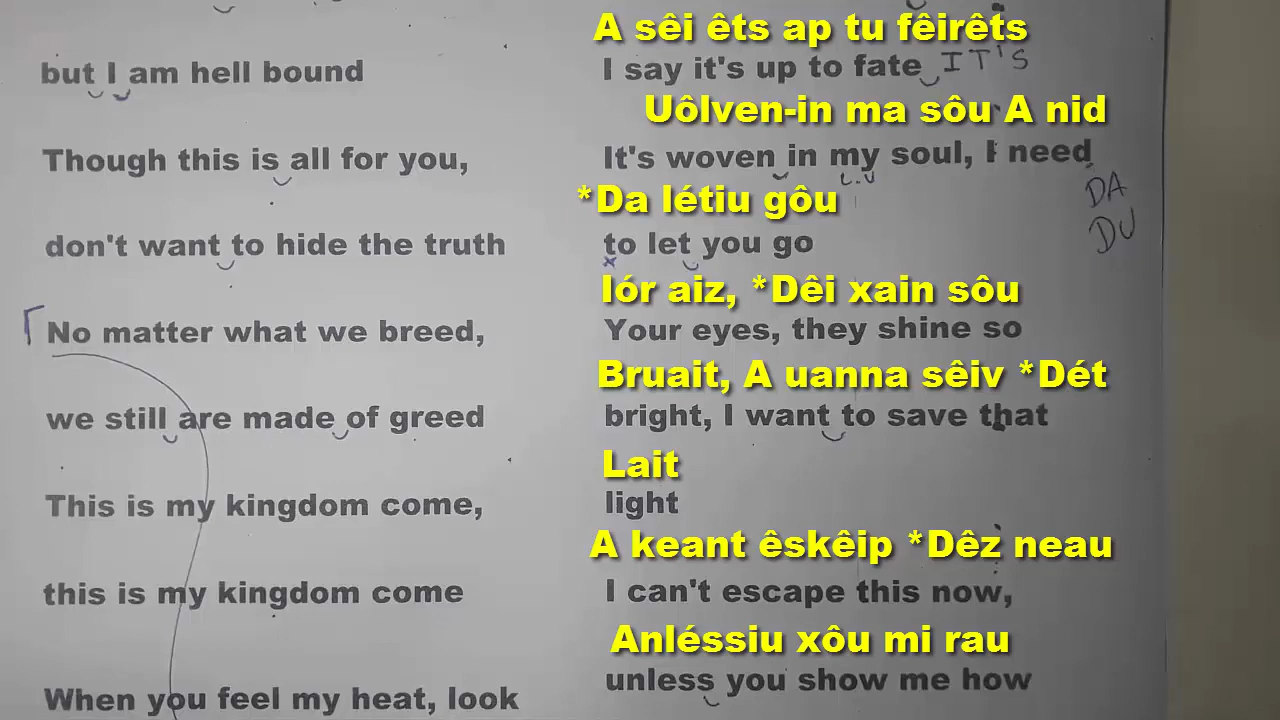 but I am hell bound
Though this is all for you,
don't want to hide the truth
No matter what we breed,
we still are made of greed
This is my kingdom come,
this is my kingdom come
When you feel my heat, look
A sêi êts ap tu fêirêts
I say it's up to fate IT'S
Uôlven-in ma sôu A nid
It's woven in my soul, I need
DA
DU
*Da létiu gôu
to let you go
Iór aiz, *Dêi xain sôu
Your eyes, they shine so
Bruait, A uanna sêiv *Dét
bright, I want to save that
Lait
light
A keant êskêip *Dêz neau
I can't escape this now,
Anléssiu xôu mi rau
unless you show me how